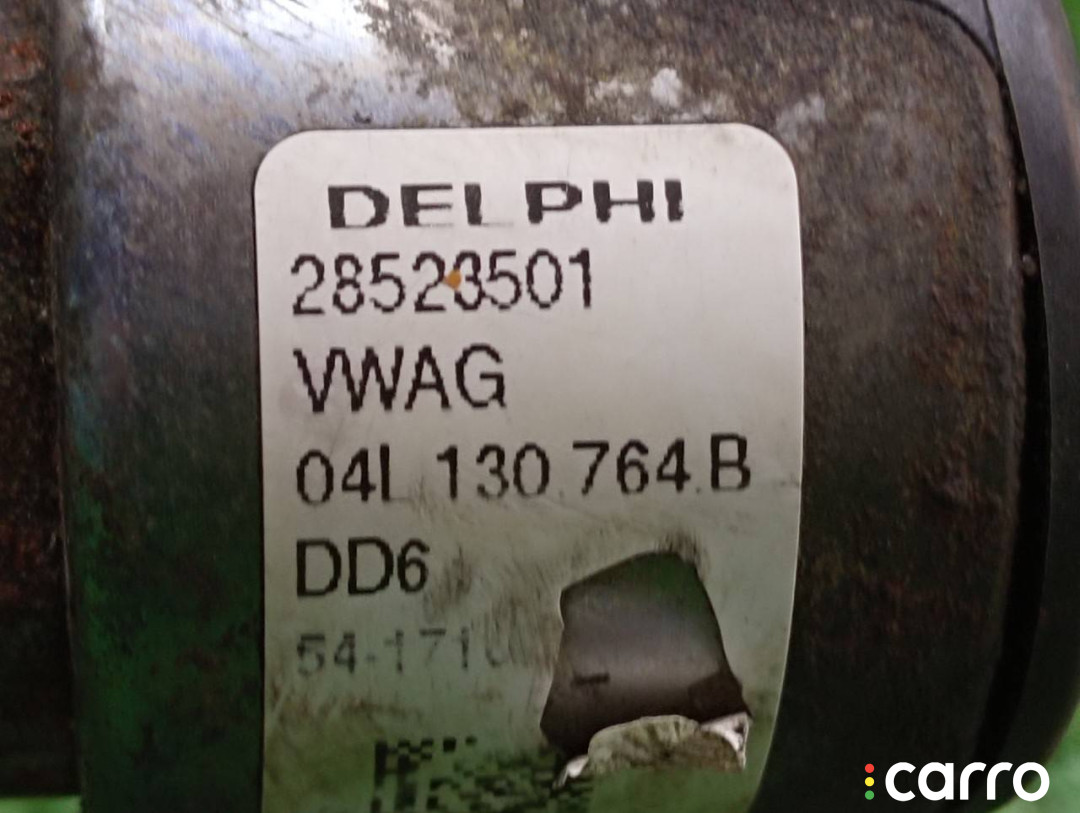 DELPHI
28523501
VWAG
04L 130 764 B
DD6
carro